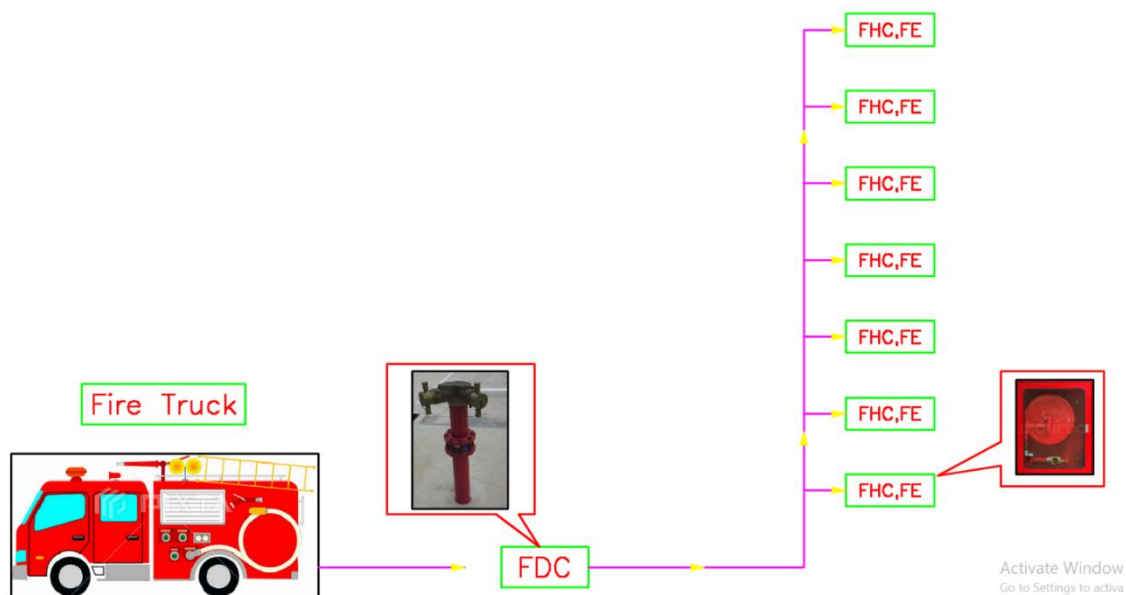 FHC,FE
FHC,FE
FHC,FE
FHC,FE
FHC,FE
FHC,FE
Fire Truck
FHC,FE
FDC
Activate Window
Go to Settings to activa